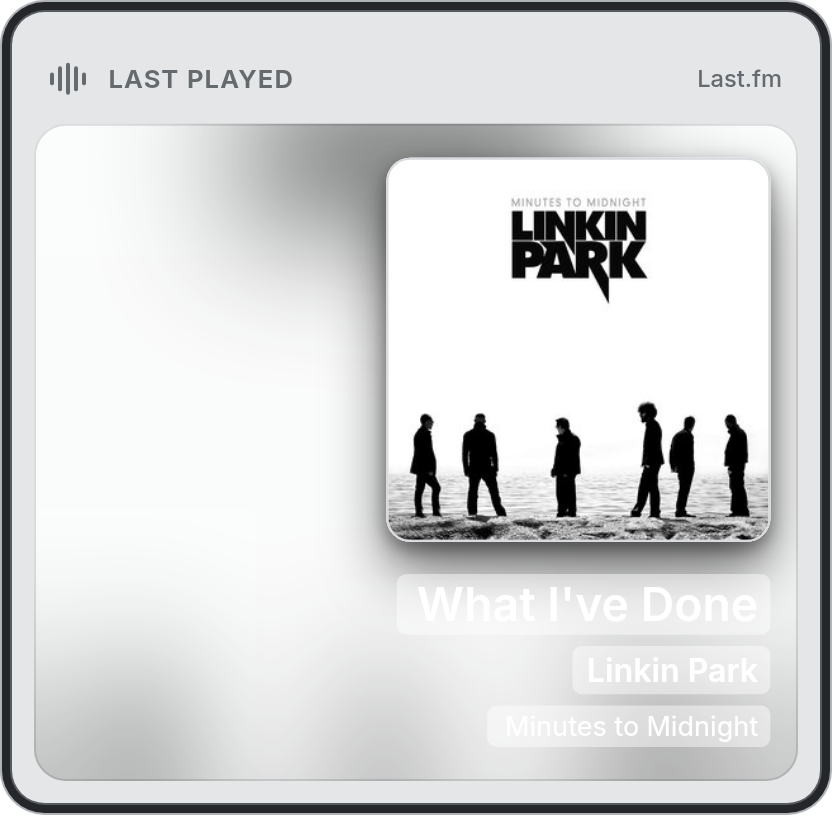 LAST PLAYED
Last.fm
MINUTES TO MIDNIGHT
LINKIN
PARK
What I've Done
Linkin Park
Minutes to Midnight